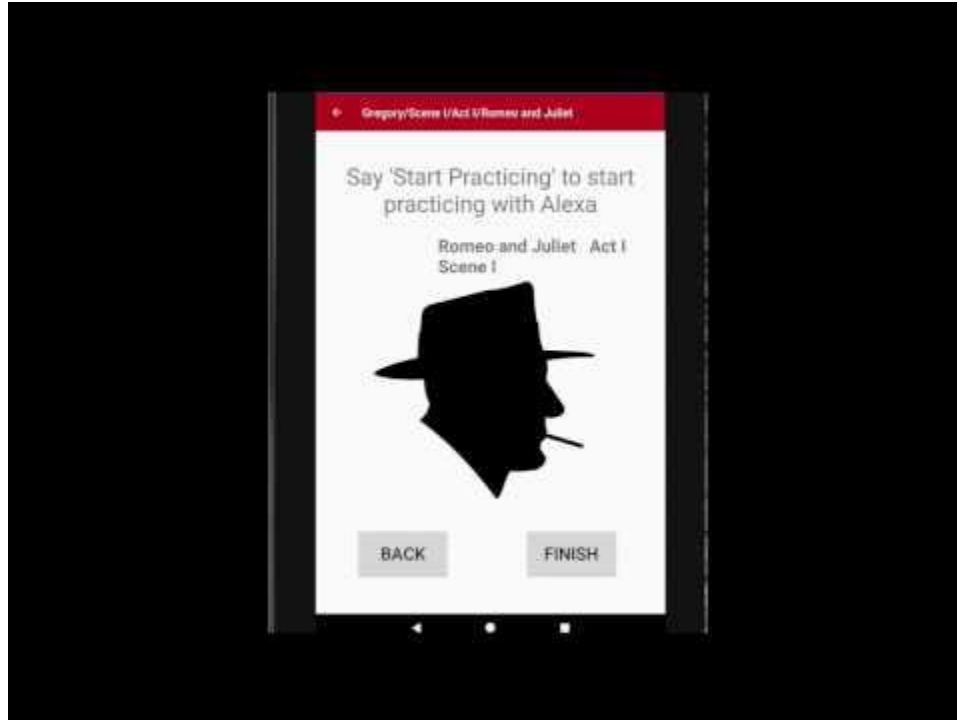 Gregory/Scene I/Act I/Romeo and Juliet
Say 'Start Practicing' to start
practicing with Alexa
Romeo and Juliet Act I
Scene I
BACK
FINISH